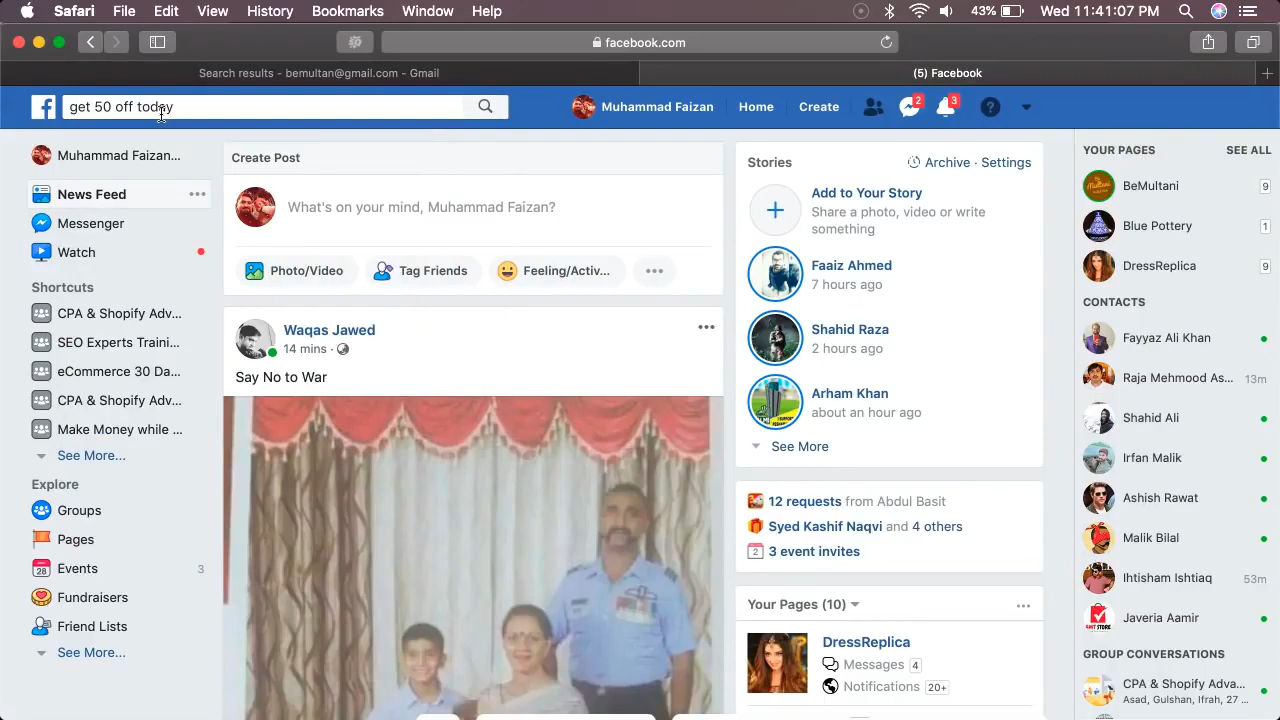 Safari File Edit View History Bookmarks Window Help 43% Wed 11:41:07 PM
facebook.com
Search results - bemultan@gmail.com - Gmail
(5) Facebook
get 50 off today
Muhammad Faizan Home Create 2 3
Muhammad Faizan...
News Feed
Messenger
Watch
Shortcuts
CPA & Shopify Adv...
SEO Experts Traini...
eCommerce 30 Da...
CPA & Shopify Adv...
Make Money while ...
See More...
Explore
Groups
Pages
28 Events 3
Fundraisers
Friend Lists
See More...
Create Post
What's on your mind, Muhammad Faizan?
Photo/Video Tag Friends Feeling/Activ...
Waqas Jawed
14 mins ·
Say No to War
Stories Archive · Settings
Add to Your Story
Share a photo, video or write
something
Faaiz Ahmed
7 hours ago
Shahid Raza
2 hours ago
Arham Khan
about an hour ago
See More
12 requests from Abdul Basit
Syed Kashif Naqvi and 4 others
2 3 event invites
Your Pages (10)
DressReplica
Messages 4
Notifications 20+
YOUR PAGES SEE ALL
BeMultani 9
Blue Pottery 1
DressReplica 9
CONTACTS
Fayyaz Ali Khan
Raja Mehmood As... 13m
Shahid Ali
Irfan Malik
Ashish Rawat
Malik Bilal
Ihtisham Ishtiaq 53m
Javeria Aamir
GROUP CONVERSATIONS
CPA & Shopify Adva...
Asad, Gulshan, Ifrah, 27 ...